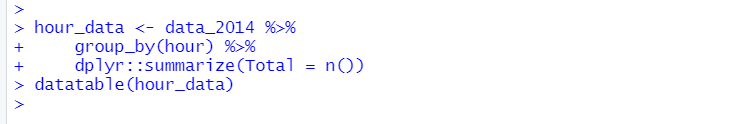 >
> hour_data <- data_2014 %>%
+     group_by(hour) %>%
+     dplyr::summarize(Total = n())
> datatable(hour_data)
>